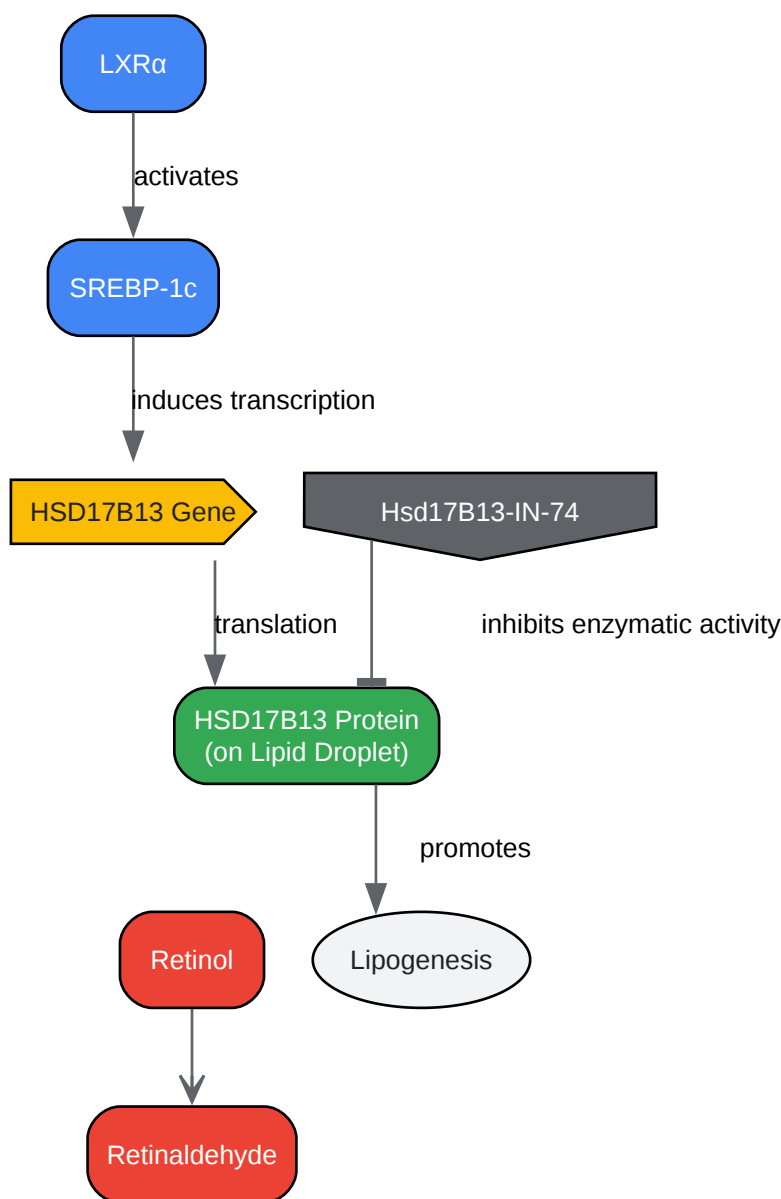 LXRα
activates
SREBP-1c
induces transcription
HSD17B13 Gene
Hsd17B13-IN-74
translation
inhibits enzymatic activity
HSD17B13 Protein
(on Lipid Droplet)
promotes
Retinol
Lipogenesis
Retinaldehyde